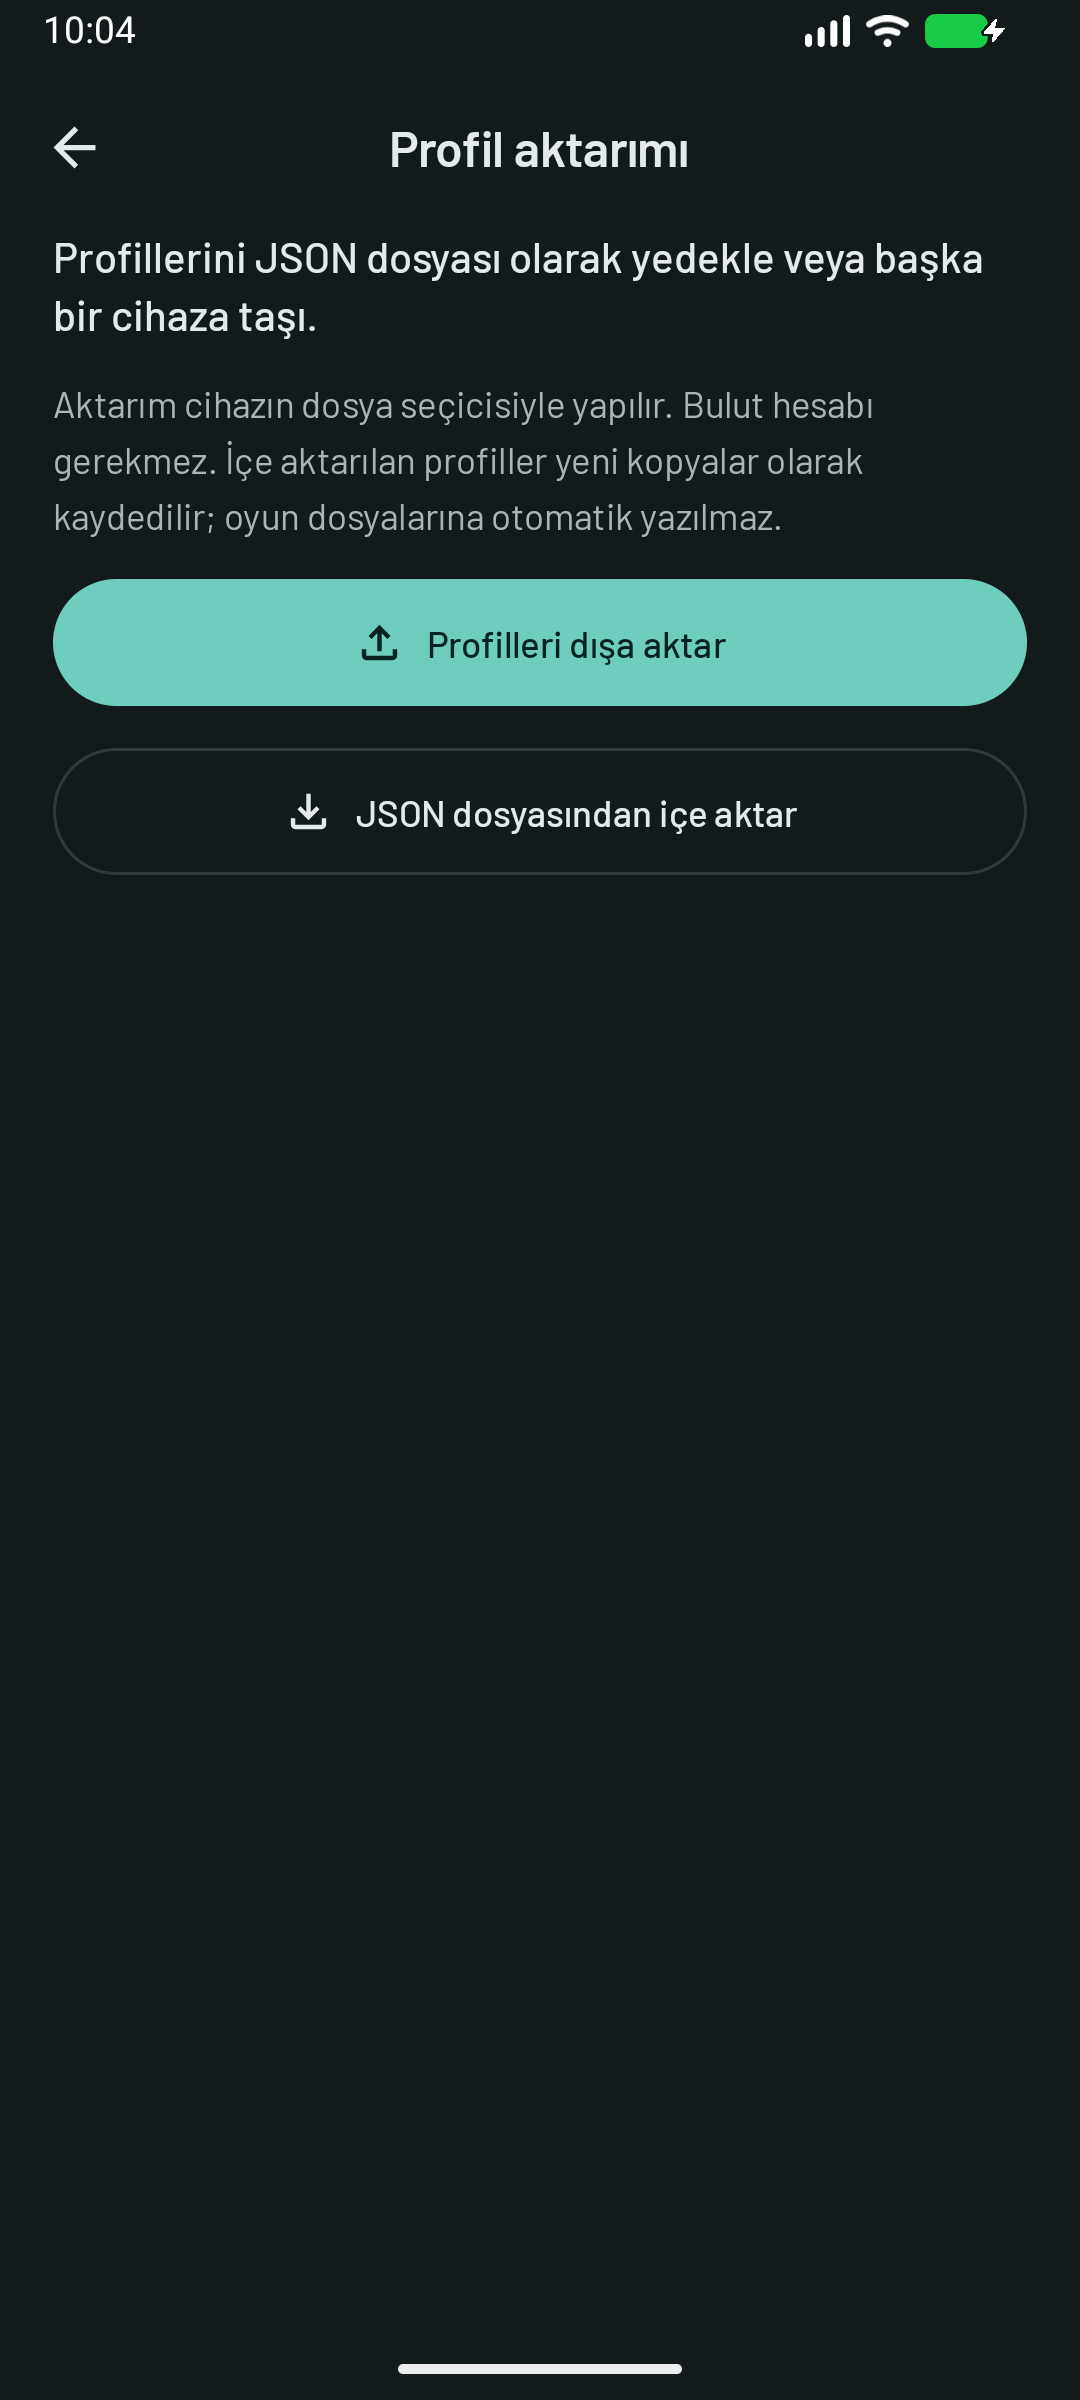 10:04
Profil aktarımı
Profillerini JSON dosyası olarak yedekle veya başka
bir cihaza taşı.
Aktarım cihazın dosya seçicisiyle yapılır. Bulut hesabı
gerekmez. İçe aktarılan profiller yeni kopyalar olarak
kaydedilir; oyun dosyalarına otomatik yazılmaz.
Profilleri dışa aktar
JSON dosyasından içe aktar